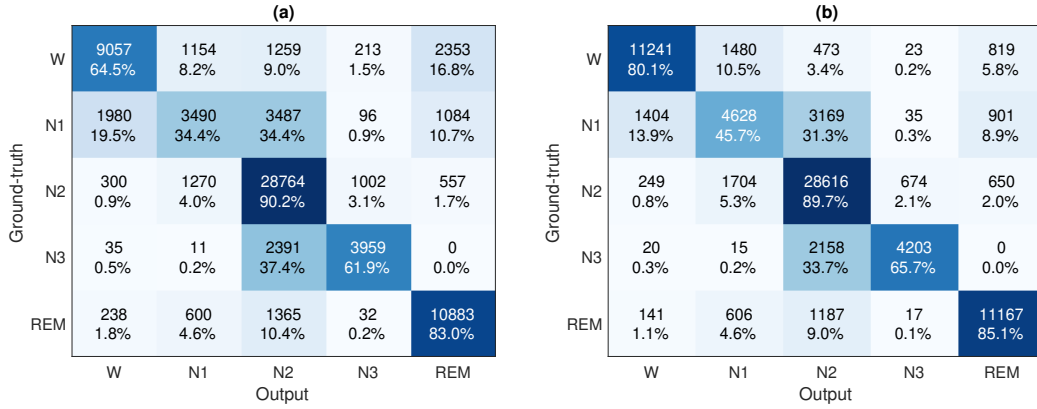 (a)
W
9057 1154 1259 213 2353
64.5% 8.2% 9.0% 1.5% 16.8%
N1
1980 3490 3487 96 1084
19.5% 34.4% 34.4% 0.9% 10.7%
N2
300 1270 28764 1002 557
0.9% 4.0% 90.2% 3.1% 1.7%
N3
35 11 2391 3959 0
0.5% 0.2% 37.4% 61.9% 0.0%
REM
238 600 1365 32 10883
1.8% 4.6% 10.4% 0.2% 83.0%
W N1 N2 N3 REM
Output
Ground-truth
(b)
W
11241 1480 473 23 819
80.1% 10.5% 3.4% 0.2% 5.8%
N1
1404 4628 3169 35 901
13.9% 45.7% 31.3% 0.3% 8.9%
N2
249 1704 28616 674 650
0.8% 5.3% 89.7% 2.1% 2.0%
N3
20 15 2158 4203 0
0.3% 0.2% 33.7% 65.7% 0.0%
REM
141 606 1187 17 11167
1.1% 4.6% 9.0% 0.1% 85.1%
W N1 N2 N3 REM
Output
Ground-truth